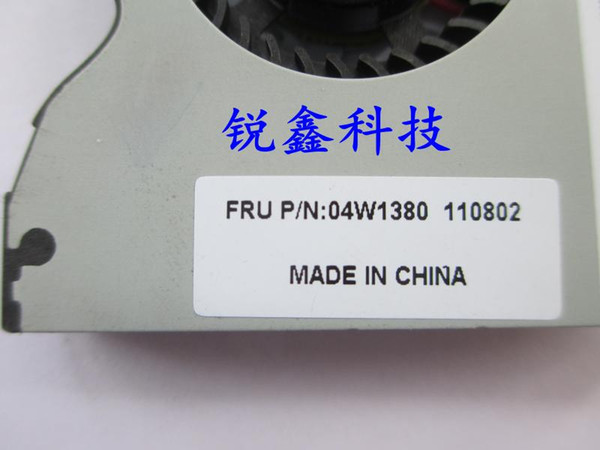 锐鑫科技
FRU P/N:04W1380 110802
MADE IN CHINA